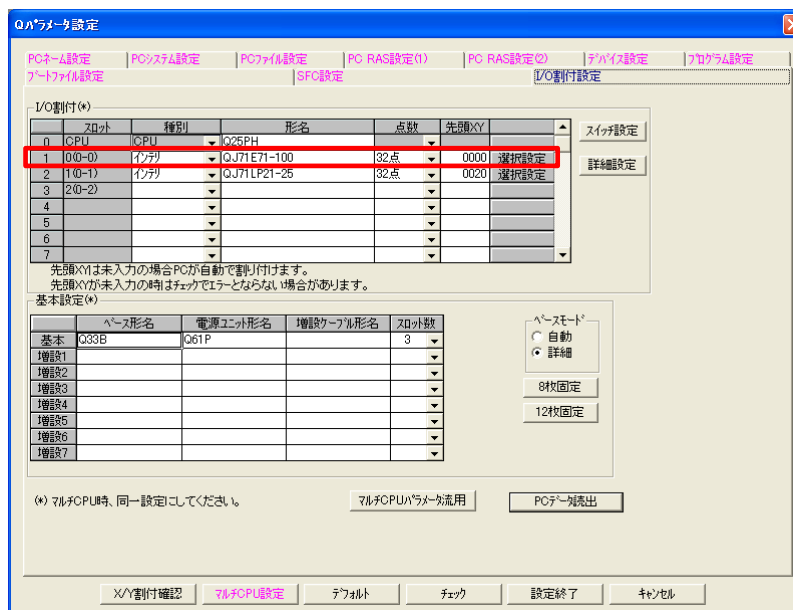 Qパラメータ設定
PCネーム設定 PCシステム設定 PCファイル設定 PC RAS設定(1) PC RAS設定(2) デバイス設定 プログラム設定
ブートファイル設定 SFC設定 I/O割付設定
I/O割付(*)
スロット 種別 形名 点数 先頭XY
0 CPU CPU Q25PH
1 0(0-0) インテリ QJ71E71-100 32点 0000 選択設定
2 1(0-1) インテリ QJ71LP21-25 32点 0020 選択設定
3 2(0-2)
4
5
6
7
スイッチ設定
詳細設定
先頭XYは未入力の場合PCが自動で割り付けます。
先頭XYが未入力の時はチェックでエラーとならない場合があります。
基本設定(*)
ベース形名 電源ユニット形名 増設ケーブル形名 スロット数
基本 Q33B Q61P 3
増設1
増設2
増設3
増設4
増設5
増設6
増設7
ベースモード
自動
詳細
8枚固定
12枚固定
(*) マルチCPU時、同一設定にしてください。 マルチCPUパラメータ流用 PCデータ読出
X/Y割付確認 マルチCPU設定 デフォルト チェック 設定終了 キャンセル